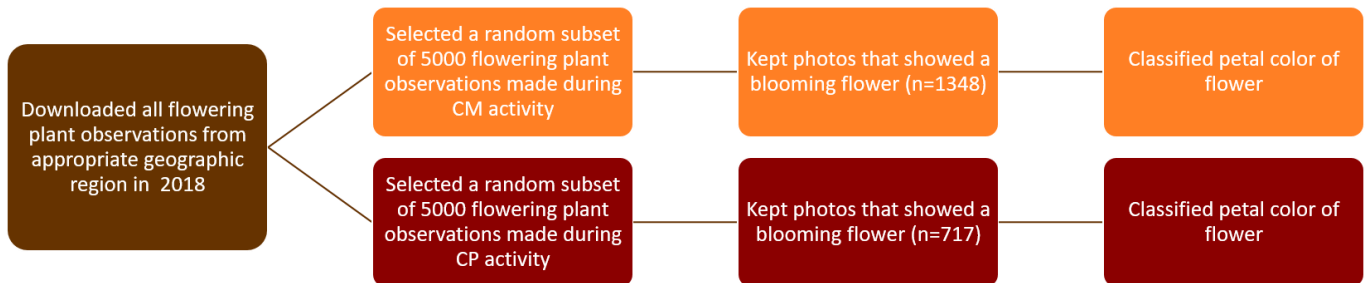 Downloaded all flowering
plant observations from
appropriate geographic
region in 2018
Selected a random subset
of 5000 flowering plant
observations made during
CM activity
Kept photos that showed a
blooming flower (n=1348)
Classified petal color of
flower
Selected a random subset
of 5000 flowering plant
observations made during
CP activity
Kept photos that showed a
blooming flower (n=717)
Classified petal color of
flower